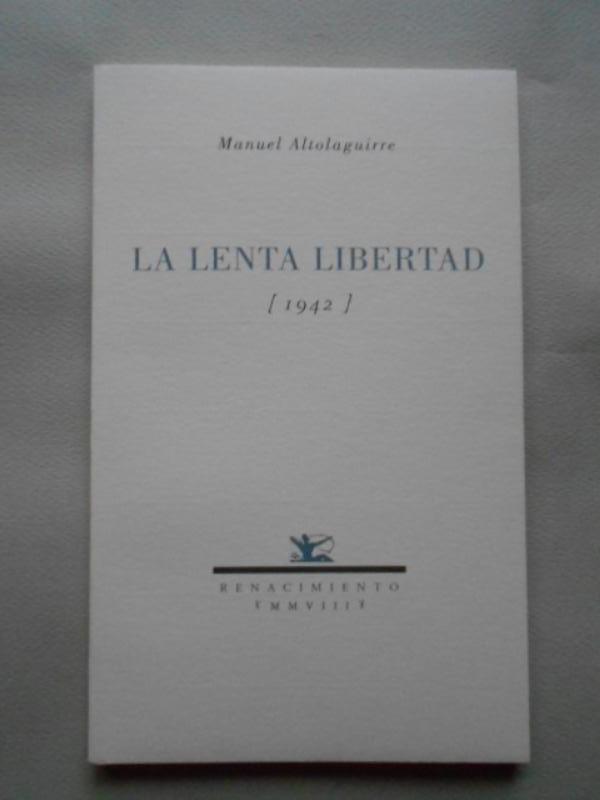 Manuel Altolaguirre
LA LENTA LIBERTAD
[ 1942 ]
RENACIMIENTO
MMVIII